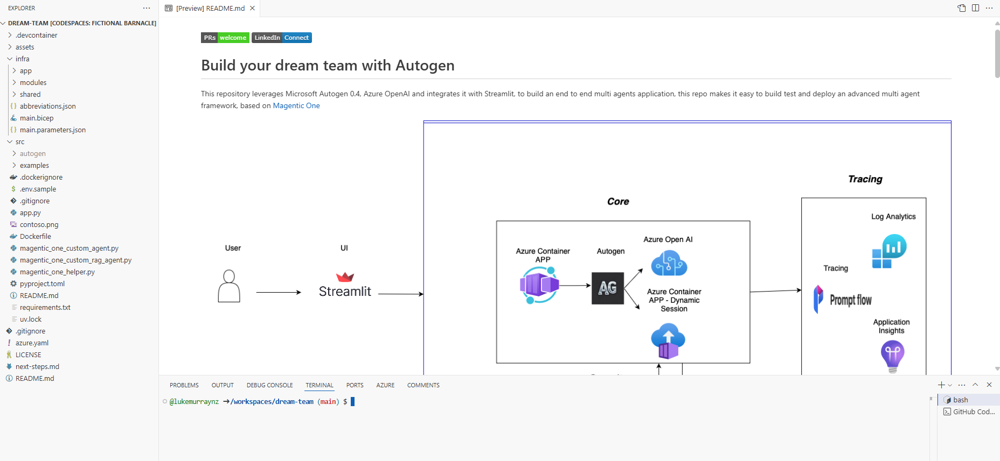 EXPLORER
DREAM-TEAM [CODESPACES: FICTIONAL BARNACLE]
.devcontainer
assets
infra
app
modules
shared
{} abbreviations.json
main.bicep
{} main.parameters.json
src
autogen
examples
.dockerignore
$ .env.sample
.gitignore
app.py
contoso.png
Dockerfile
magentic_one_custom_agent.py
magentic_one_custom_rag_agent.py
magentic_one_helper.py
pyproject.toml
README.md
requirements.txt
uv.lock
.gitignore
! azure.yaml
LICENSE
next-steps.md
README.md
[Preview] README.md
PRs welcome LinkedIn Connect
Build your dream team with Autogen
This repository leverages Microsoft Autogen 0.4, Azure OpenAI and integrates it with Streamlit, to build an end to end multi agents application, this repo makes it easy to build test and deploy an advanced multi agent
framework, based on Magentic One
User
UI
Streamlit
Core
Azure Container
APP
Autogen
AG
Azure Open AI
Azure Container
APP - Dynamic
Session
Tracing
Log Analytics
Tracing
Prompt flow
Application
Insights
PROBLEMS OUTPUT DEBUG CONSOLE TERMINAL PORTS AZURE COMMENTS
@lukemurraynz ➜/workspaces/dream-team (main) $
bash
GitHub Cod...